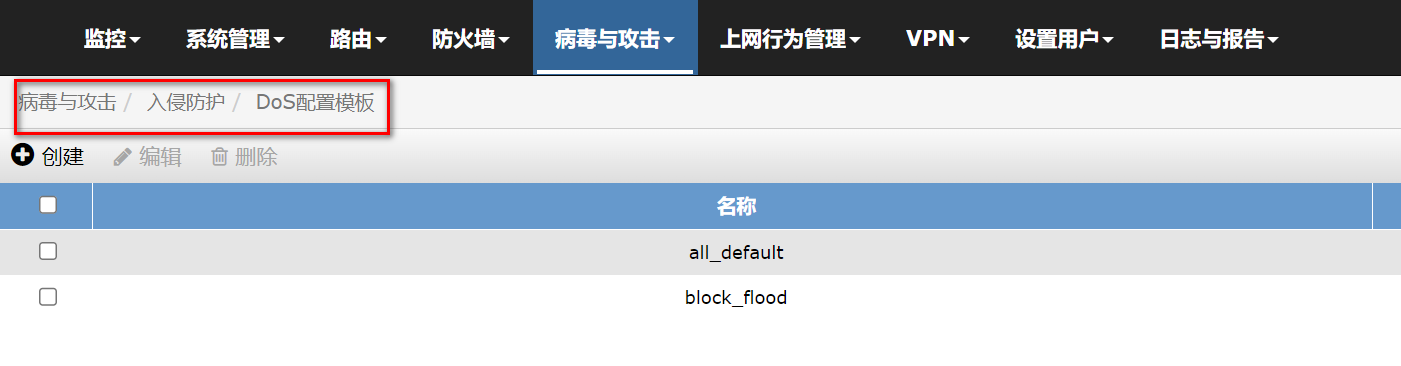 监控 系统管理 路由 防火墙 病毒与攻击 上网行为管理 VPN 设置用户 日志与报告
病毒与攻击 / 入侵防护 / DoS配置模板
创建 编辑 删除
名称
all_default
block_flood